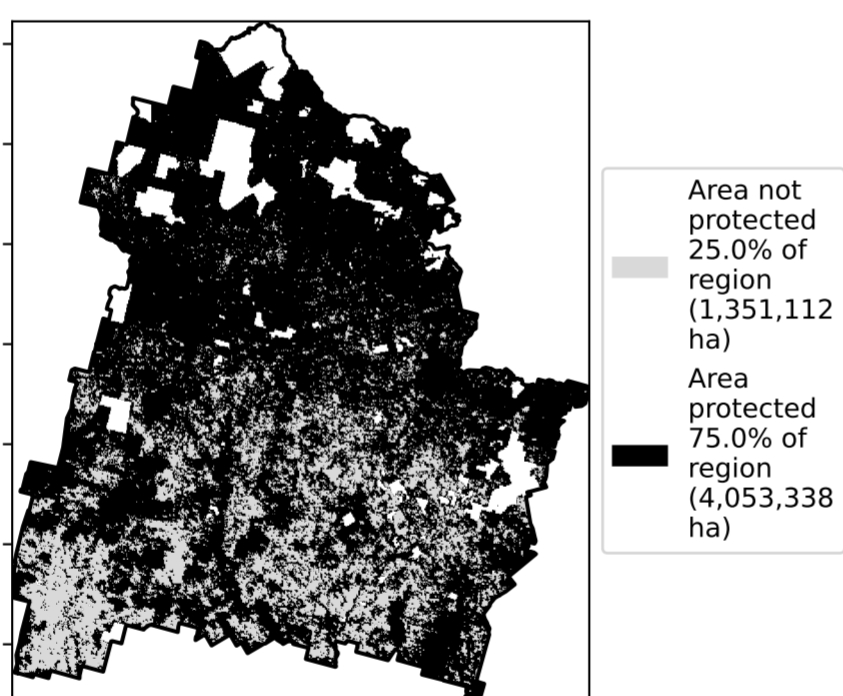 Area not
protected
25.0% of
region
(1,351,112
ha)
Area
protected
75.0% of
region
(4,053,338
ha)